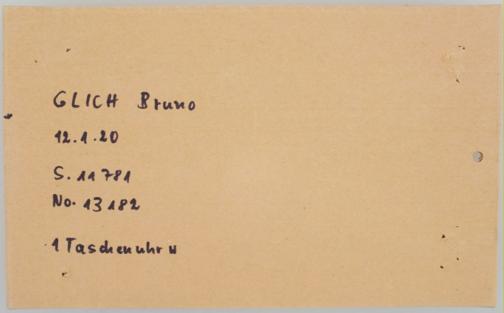 GLICH Bruno
12.1.20
S. 11781
No. 13182
1 Taschenuhr w